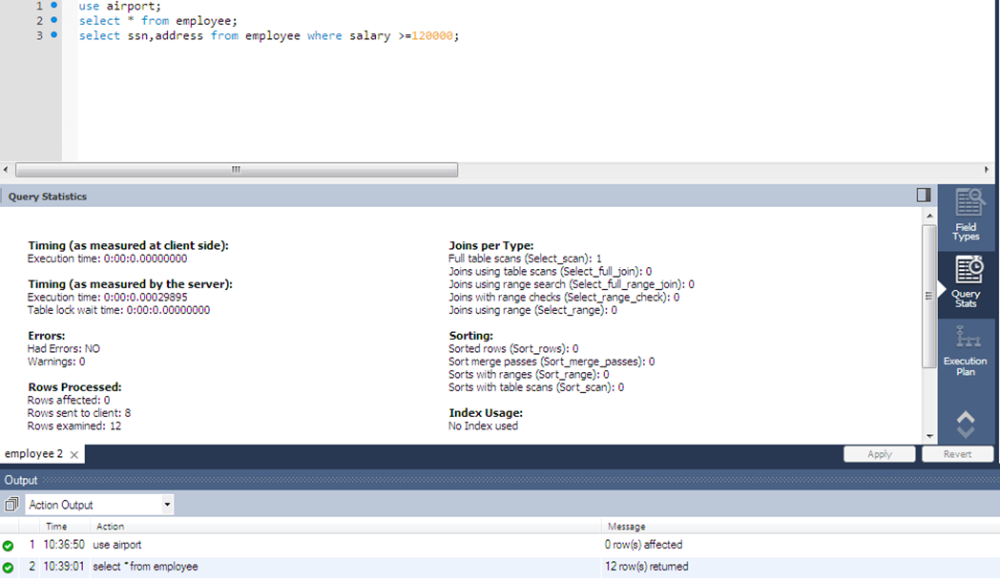 1 use airport;
2 select * from employee;
3 select ssn,address from employee where salary >=120000;
Query Statistics
Timing (as measured at client side):
Execution time: 0:00:0.00000000
Timing (as measured by the server):
Execution time: 0:00:0.00029895
Table lock wait time: 0:00:0.00000000
Errors:
Had Errors: NO
Warnings: 0
Rows Processed:
Rows affected: 0
Rows sent to client: 8
Rows examined: 12
Joins per Type:
Full table scans (Select_scan): 1
Joins using table scans (Select_full_join): 0
Joins using range search (Select_full_range_join): 0
Joins with range checks (Select_range_check): 0
Joins using range (Select_range): 0
Sorting:
Sorted rows (Sort_rows): 0
Sort merge passes (Sort_merge_passes): 0
Sorts with ranges (Sort_range): 0
Sorts with table scans (Sort_scan): 0
Index Usage:
No Index used
Field
Types
Query
Stats
Execution
Plan
employee 2
Apply
Revert
Output
Action Output
Time Action Message
1 10:36:50 use airport 0 row(s) affected
2 10:39:01 select * from employee 12 row(s) returned